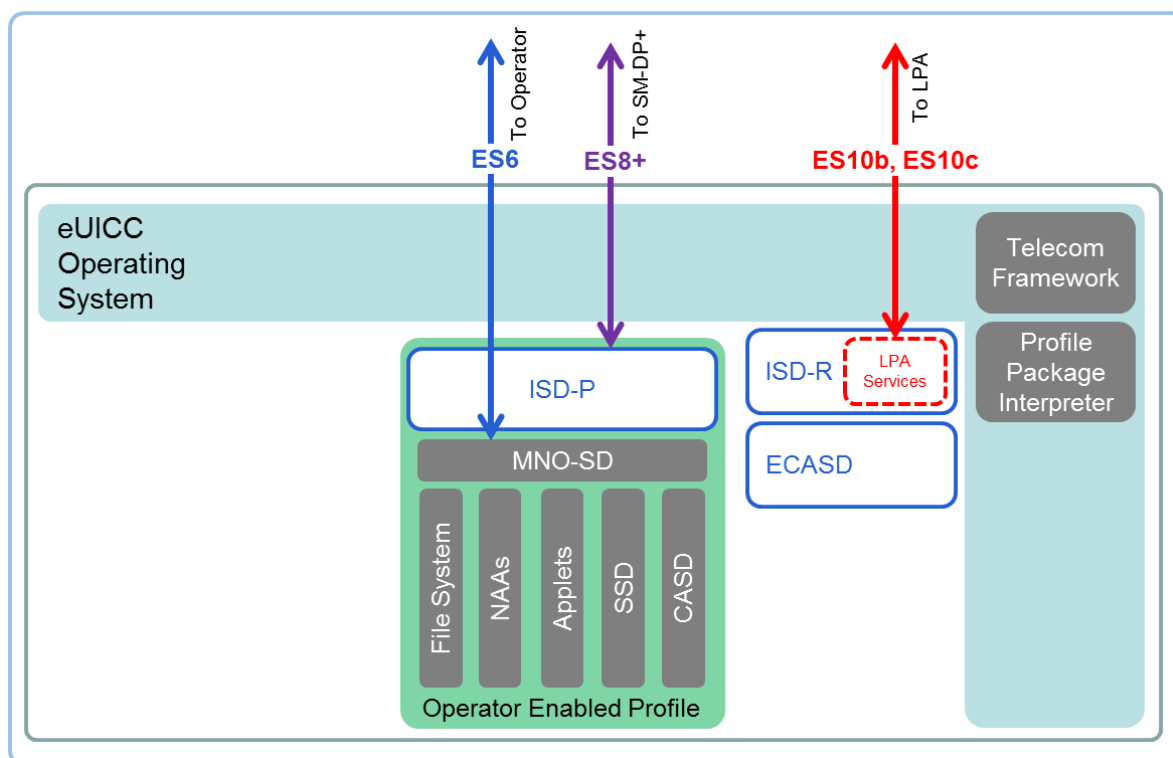 To Operator
To SM-DP+
To LPA
ES6
ES8+
ES10b, ES10c
eUICC
Operating
System
Telecom
Framework
Profile
Package
Interpreter
ISD-P
ISD-R
LPA
Services
MNO-SD
ECASD
File System
NAAs
Applets
SSD
CASD
Operator Enabled Profile